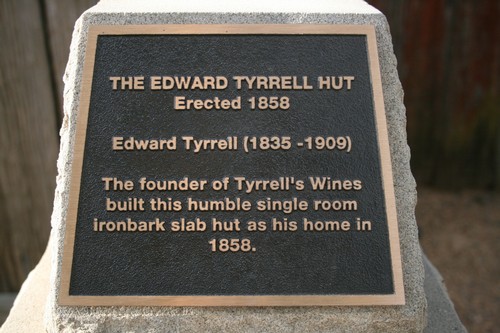 THE EDWARD TYRRELL HUT
Erected 1858
Edward Tyrrell (1835 -1909)
The founder of Tyrrell's Wines
built this humble single room
ironbark slab hut as his home in
1858.